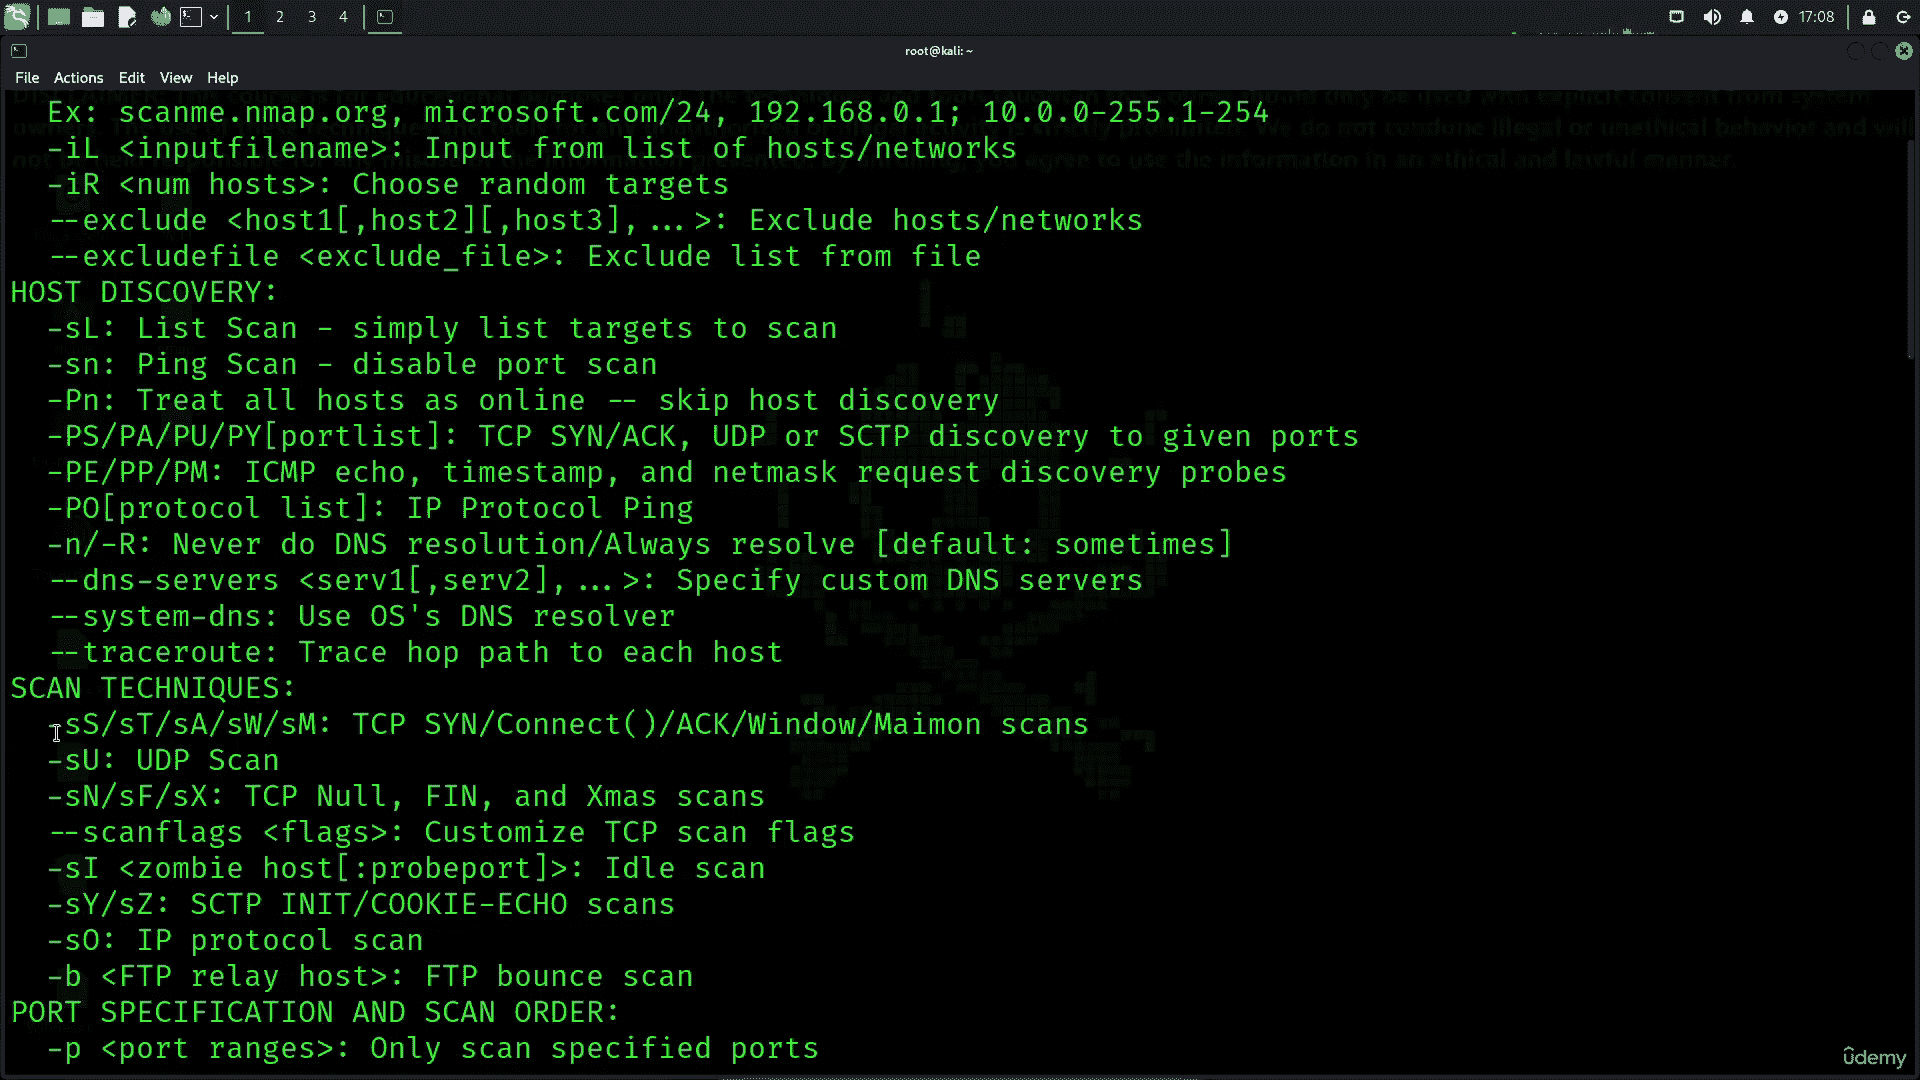 1 2 3 4 17:08
root@kali: ~
File Actions Edit View Help
Ex: scanme.nmap.org, microsoft.com/24, 192.168.0.1; 10.0.0-255.1-254
-iL <inputfilename>: Input from list of hosts/networks
-iR <num hosts>: Choose random targets
--exclude <host1[,host2][,host3],...>: Exclude hosts/networks
--excludefile <exclude_file>: Exclude list from file
HOST DISCOVERY:
-sL: List Scan - simply list targets to scan
-sn: Ping Scan - disable port scan
-Pn: Treat all hosts as online -- skip host discovery
-PS/PA/PU/PY[portlist]: TCP SYN/ACK, UDP or SCTP discovery to given ports
-PE/PP/PM: ICMP echo, timestamp, and netmask request discovery probes
-PO[protocol list]: IP Protocol Ping
-n/-R: Never do DNS resolution/Always resolve [default: sometimes]
--dns-servers <serv1[,serv2],...>: Specify custom DNS servers
--system-dns: Use OS's DNS resolver
--traceroute: Trace hop path to each host
SCAN TECHNIQUES:
-sS/sT/sA/sW/sM: TCP SYN/Connect()/ACK/Window/Maimon scans
-sU: UDP Scan
-sN/sF/sX: TCP Null, FIN, and Xmas scans
--scanflags <flags>: Customize TCP scan flags
-sI <zombie host[:probeport]>: Idle scan
-sY/sZ: SCTP INIT/COOKIE-ECHO scans
-sO: IP protocol scan
-b <FTP relay host>: FTP bounce scan
PORT SPECIFICATION AND SCAN ORDER:
-p <port ranges>: Only scan specified ports
ûdemy